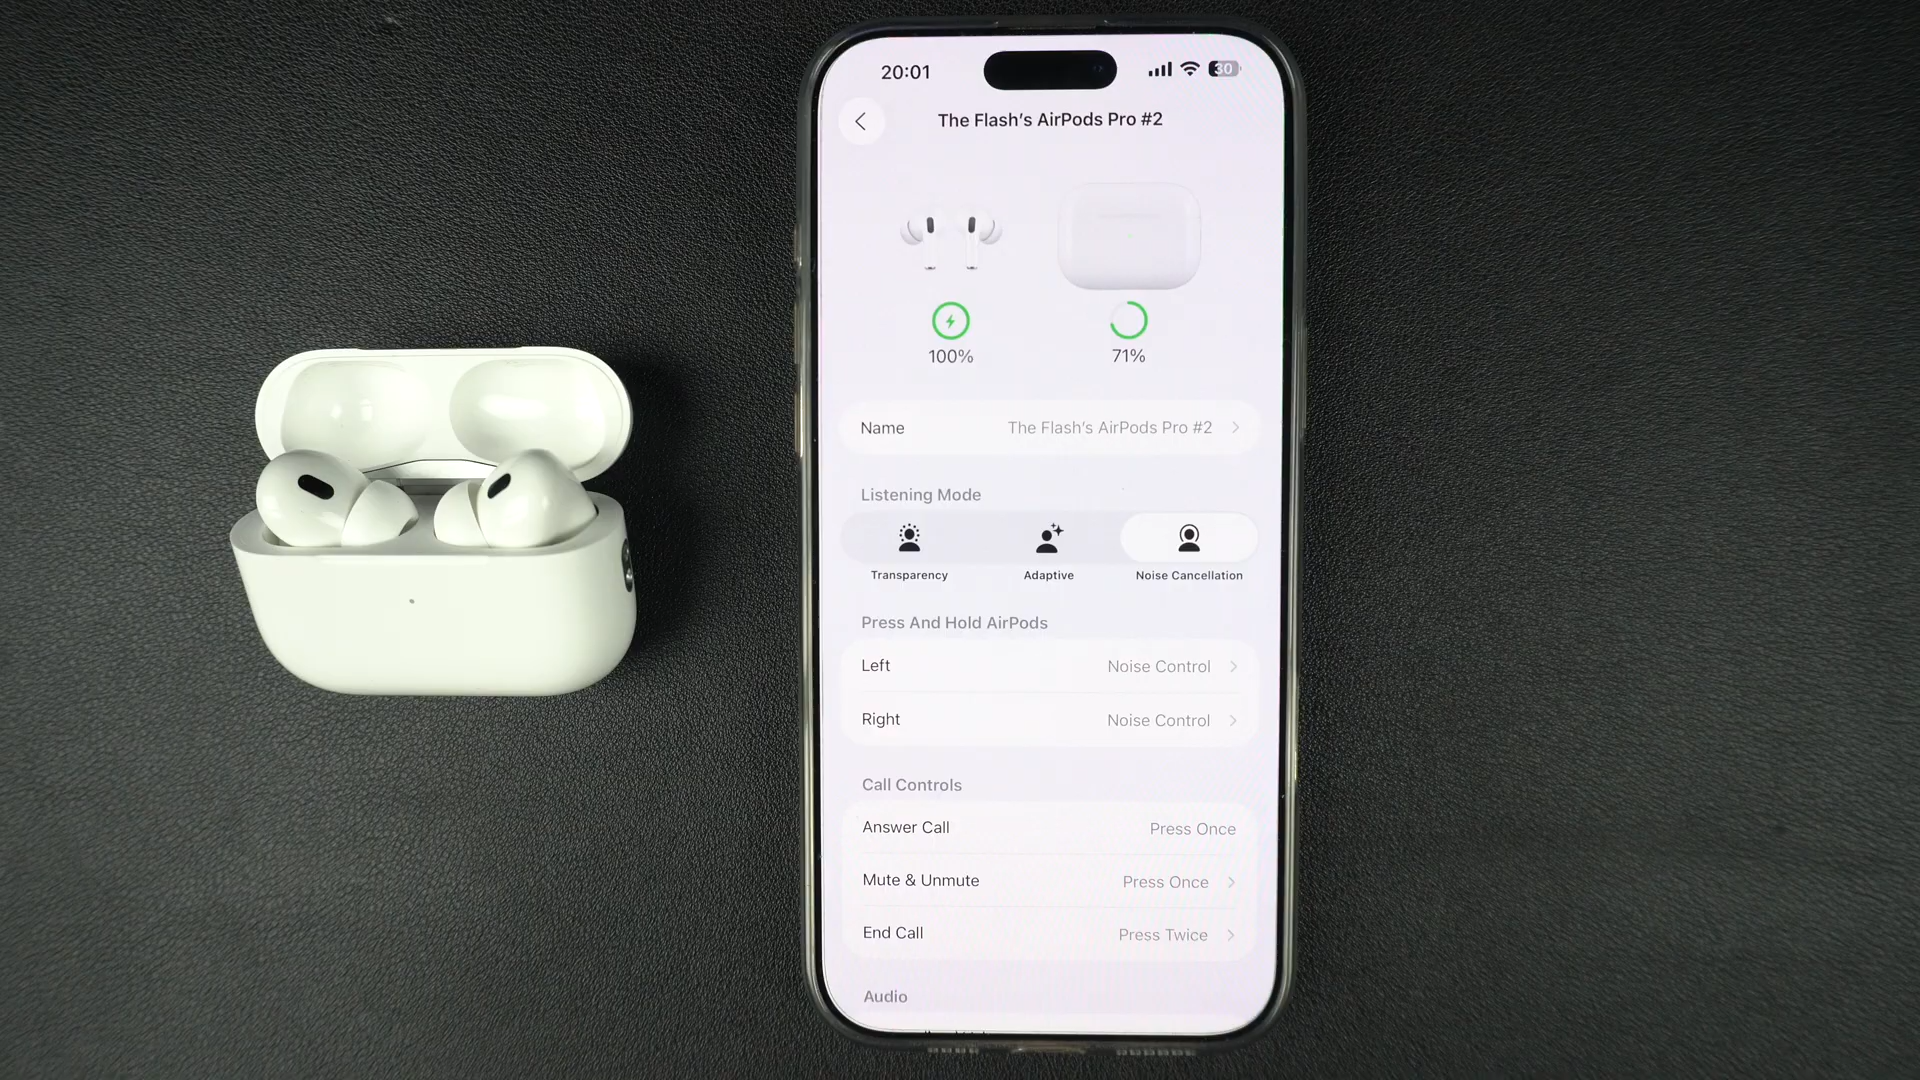 20:01
30
The Flash's AirPods Pro #2
100%
71%
Name
The Flash's AirPods Pro #2
Listening Mode
Transparency
Adaptive
Noise Cancellation
Press And Hold AirPods
Left
Noise Control
Right
Noise Control
Call Controls
Answer Call
Press Once
Mute & Unmute
Press Once
End Call
Press Twice
Audio